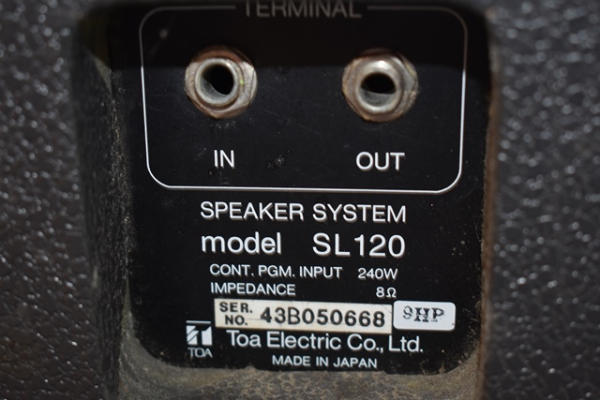 TERMINAL
IN OUT
SPEAKER SYSTEM
model SL120
CONT. PGM. INPUT 240W
IMPEDANCE 8Ω
SER. NO. 43B050668 9HP
TOA Toa Electric Co., Ltd.
MADE IN JAPAN